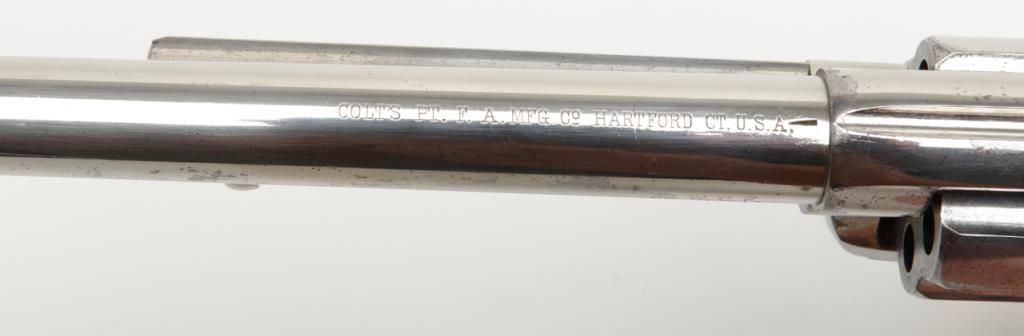 COLT'S PT. F. A. MFG. Cº HARTFORD CT. U.S.A.
W.C.F.